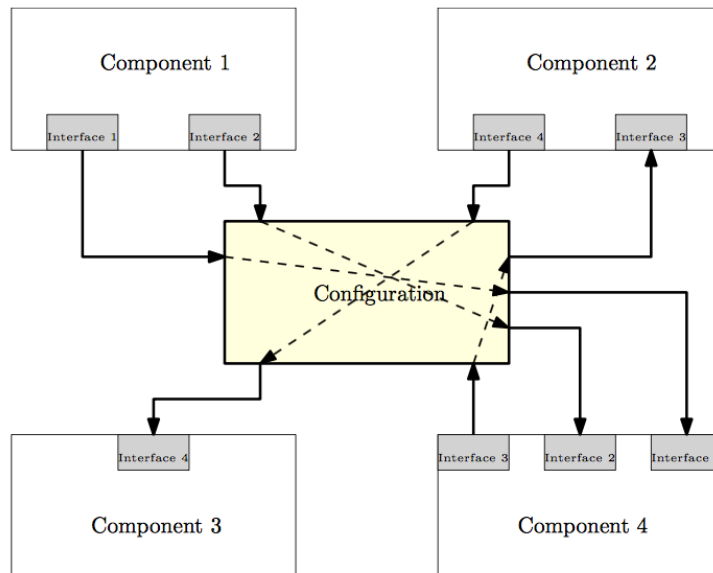 Component 1
Component 2
Interface 1
Interface 2
Interface 4
Interface 3
Configuration
Interface 4
Interface 3
Interface 2
Interface
Component 3
Component 4